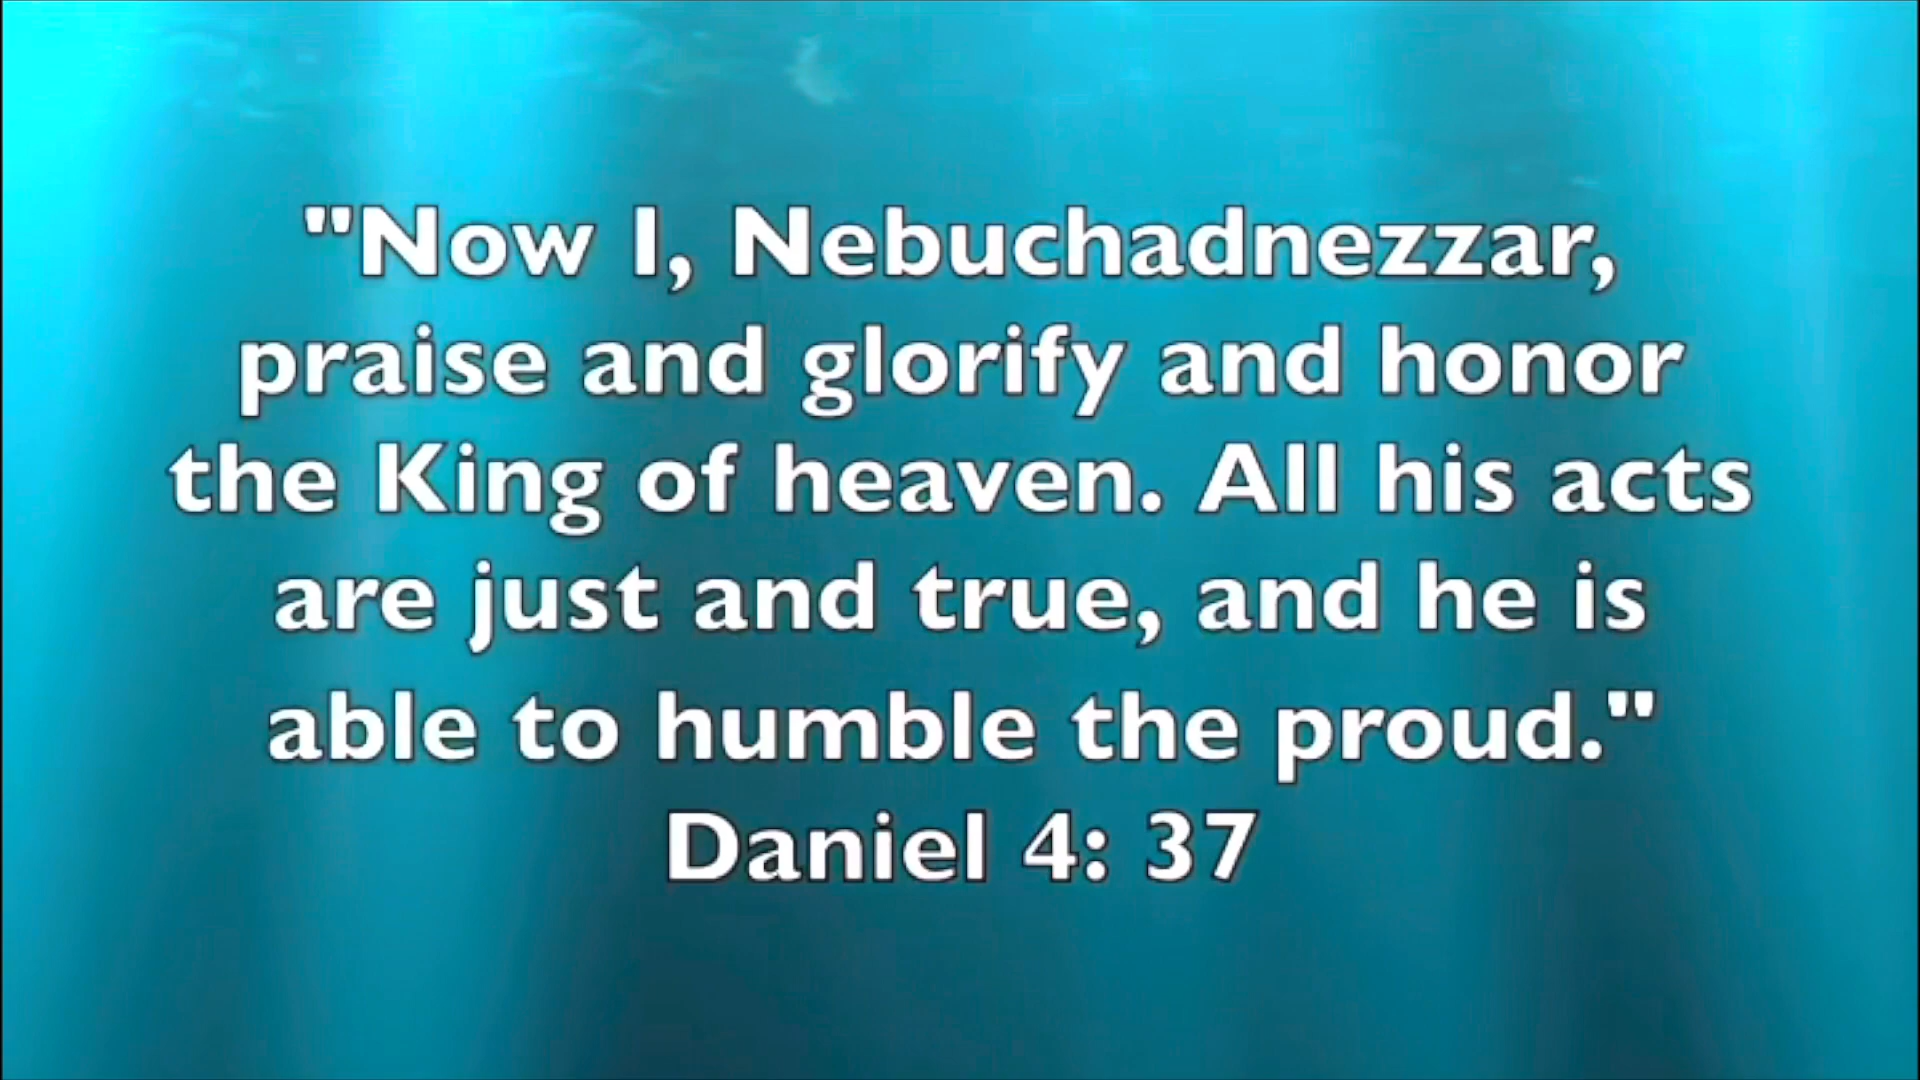 "Now I, Nebuchadnezzar,
praise and glorify and honor
the King of heaven. All his acts
are just and true, and he is
able to humble the proud."
Daniel 4: 37